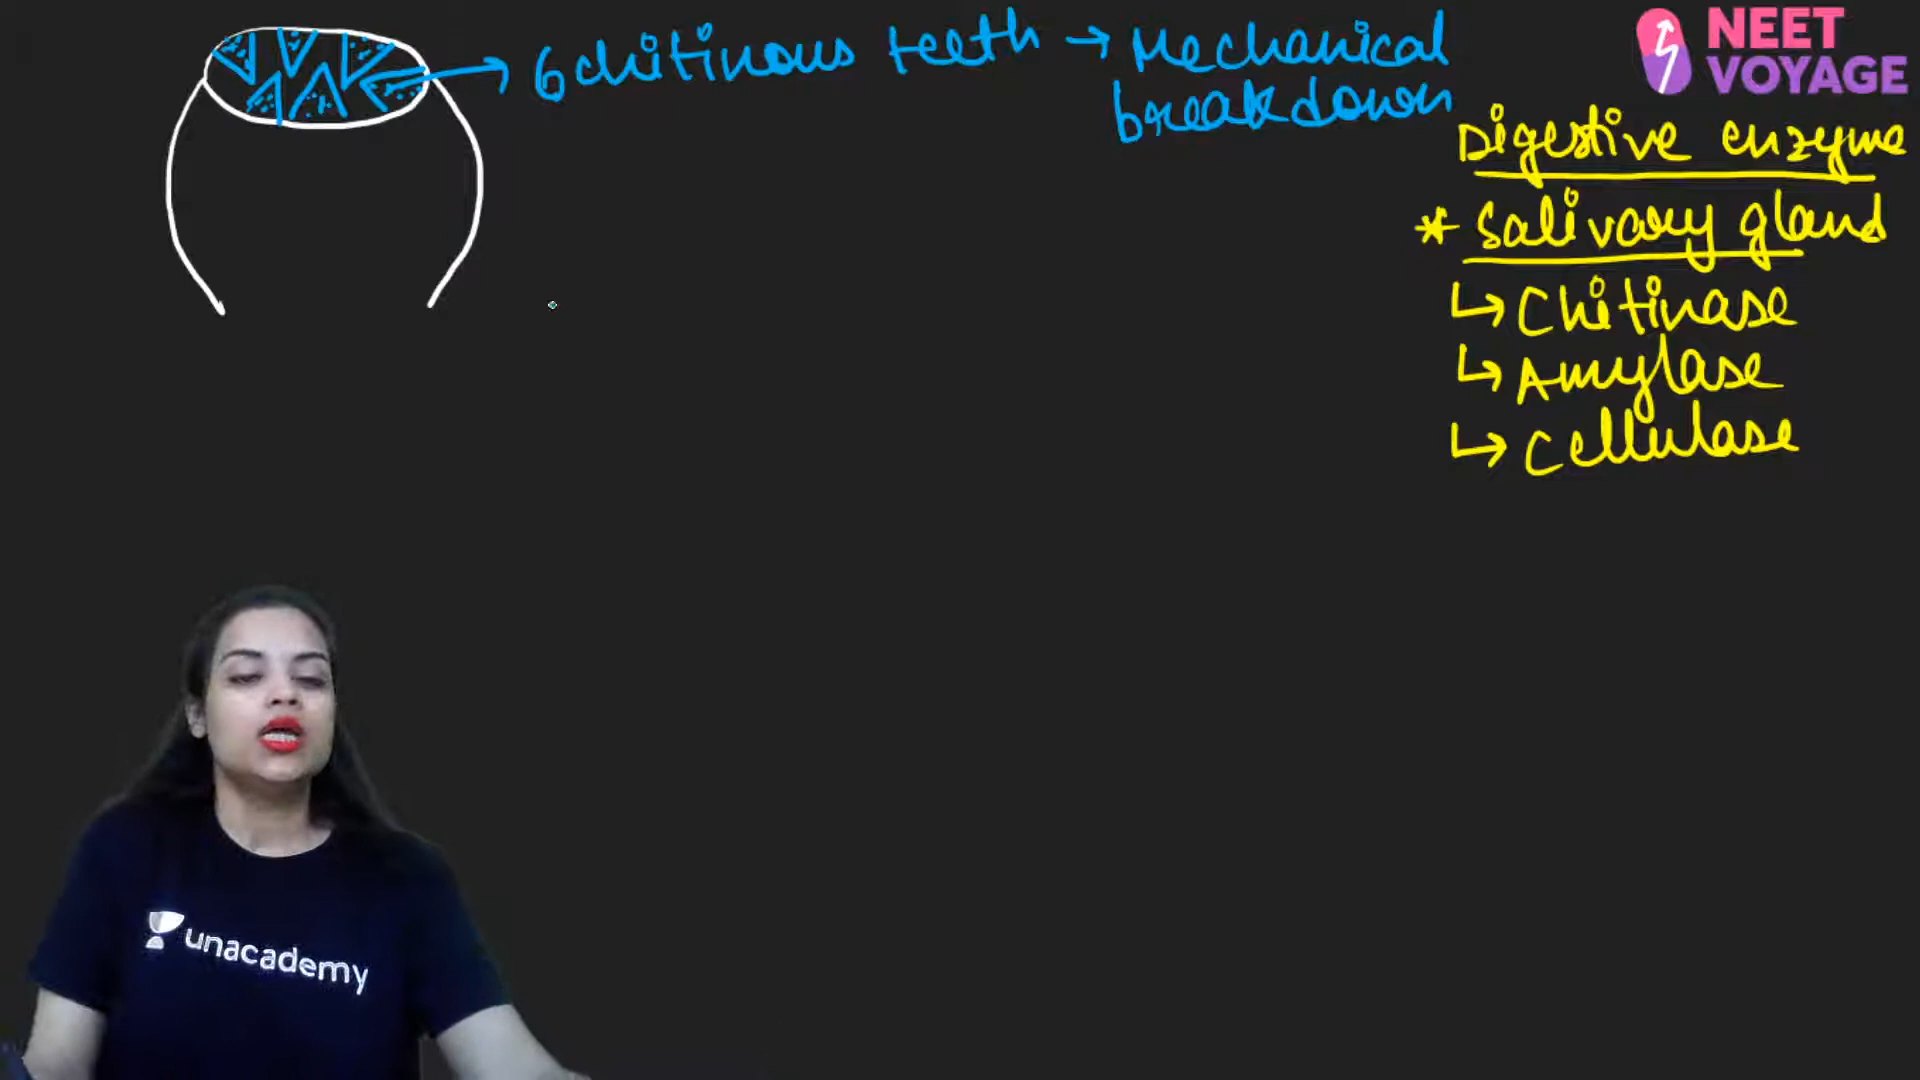 6 chitinous teeth → Mechanical
breakdown
NEET
VOYAGE
Digestive enzyme
* Salivary gland
↳ Chitinase
↳ Amylase
↳ Cellulase
unacademy